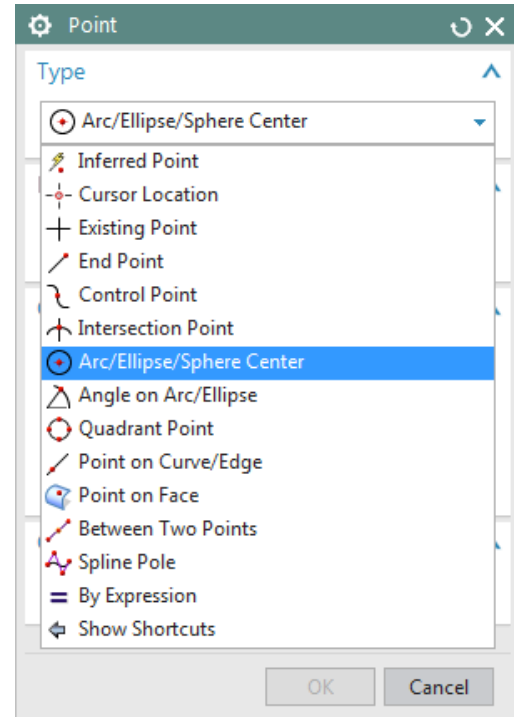 Point
Type
Arc/Ellipse/Sphere Center
Inferred Point
Cursor Location
Existing Point
End Point
Control Point
Intersection Point
Arc/Ellipse/Sphere Center
Angle on Arc/Ellipse
Quadrant Point
Point on Curve/Edge
Point on Face
Between Two Points
Spline Pole
By Expression
Show Shortcuts
OK Cancel